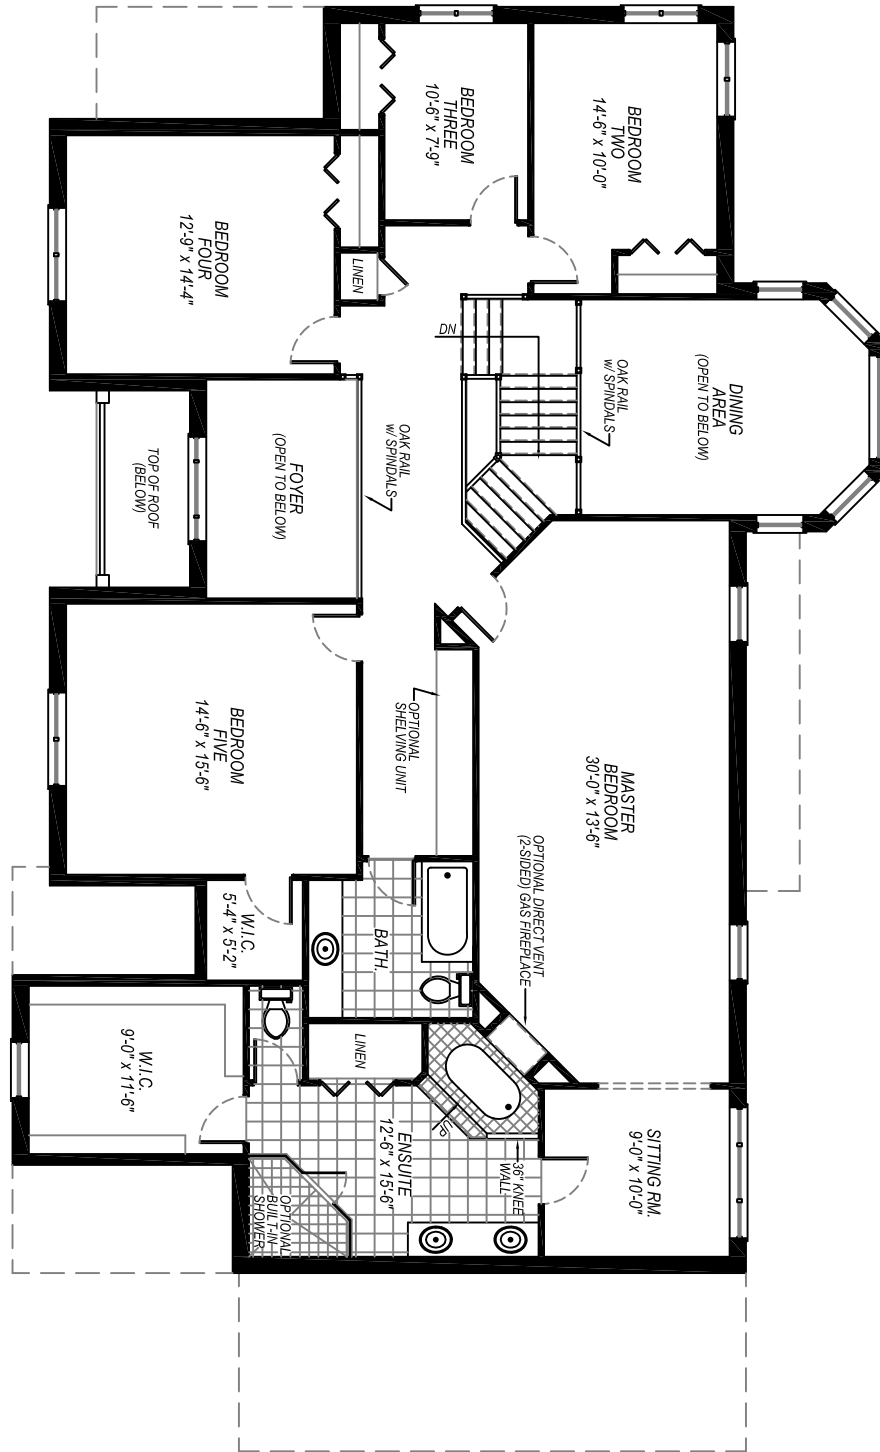 BEDROOM
TWO
14'-6" x 10'-0"
BEDROOM
THREE
10'-6" x 7'-9"
BEDROOM
FOUR
12'-9" x 14'-4"
LINEN
DN
OAK RAIL
w/ SPINDALS
DINING
AREA
(OPEN TO BELOW)
OAK RAIL
w/ SPINDALS
FOYER
(OPEN TO BELOW)
TOP OF ROOF
(BELOW)
MASTER
BEDROOM
30'-0" x 13'-6"
OPTIONAL
SHELVING UNIT
BEDROOM
FIVE
14'-6" x 15'-6"
OPTIONAL DIRECT VENT
(2-SIDED) GAS FIREPLACE
W.I.C.
5'-4" x 5'-2"
BATH.
LINEN
W.I.C.
9'-0" x 11'-6"
UP
ENSUITE
12'-6" x 15'-6"
36" KNEE
WALL
SITTING RM.
9'-0" x 10'-0"
OPTIONAL
BUILT-IN
SHOWER